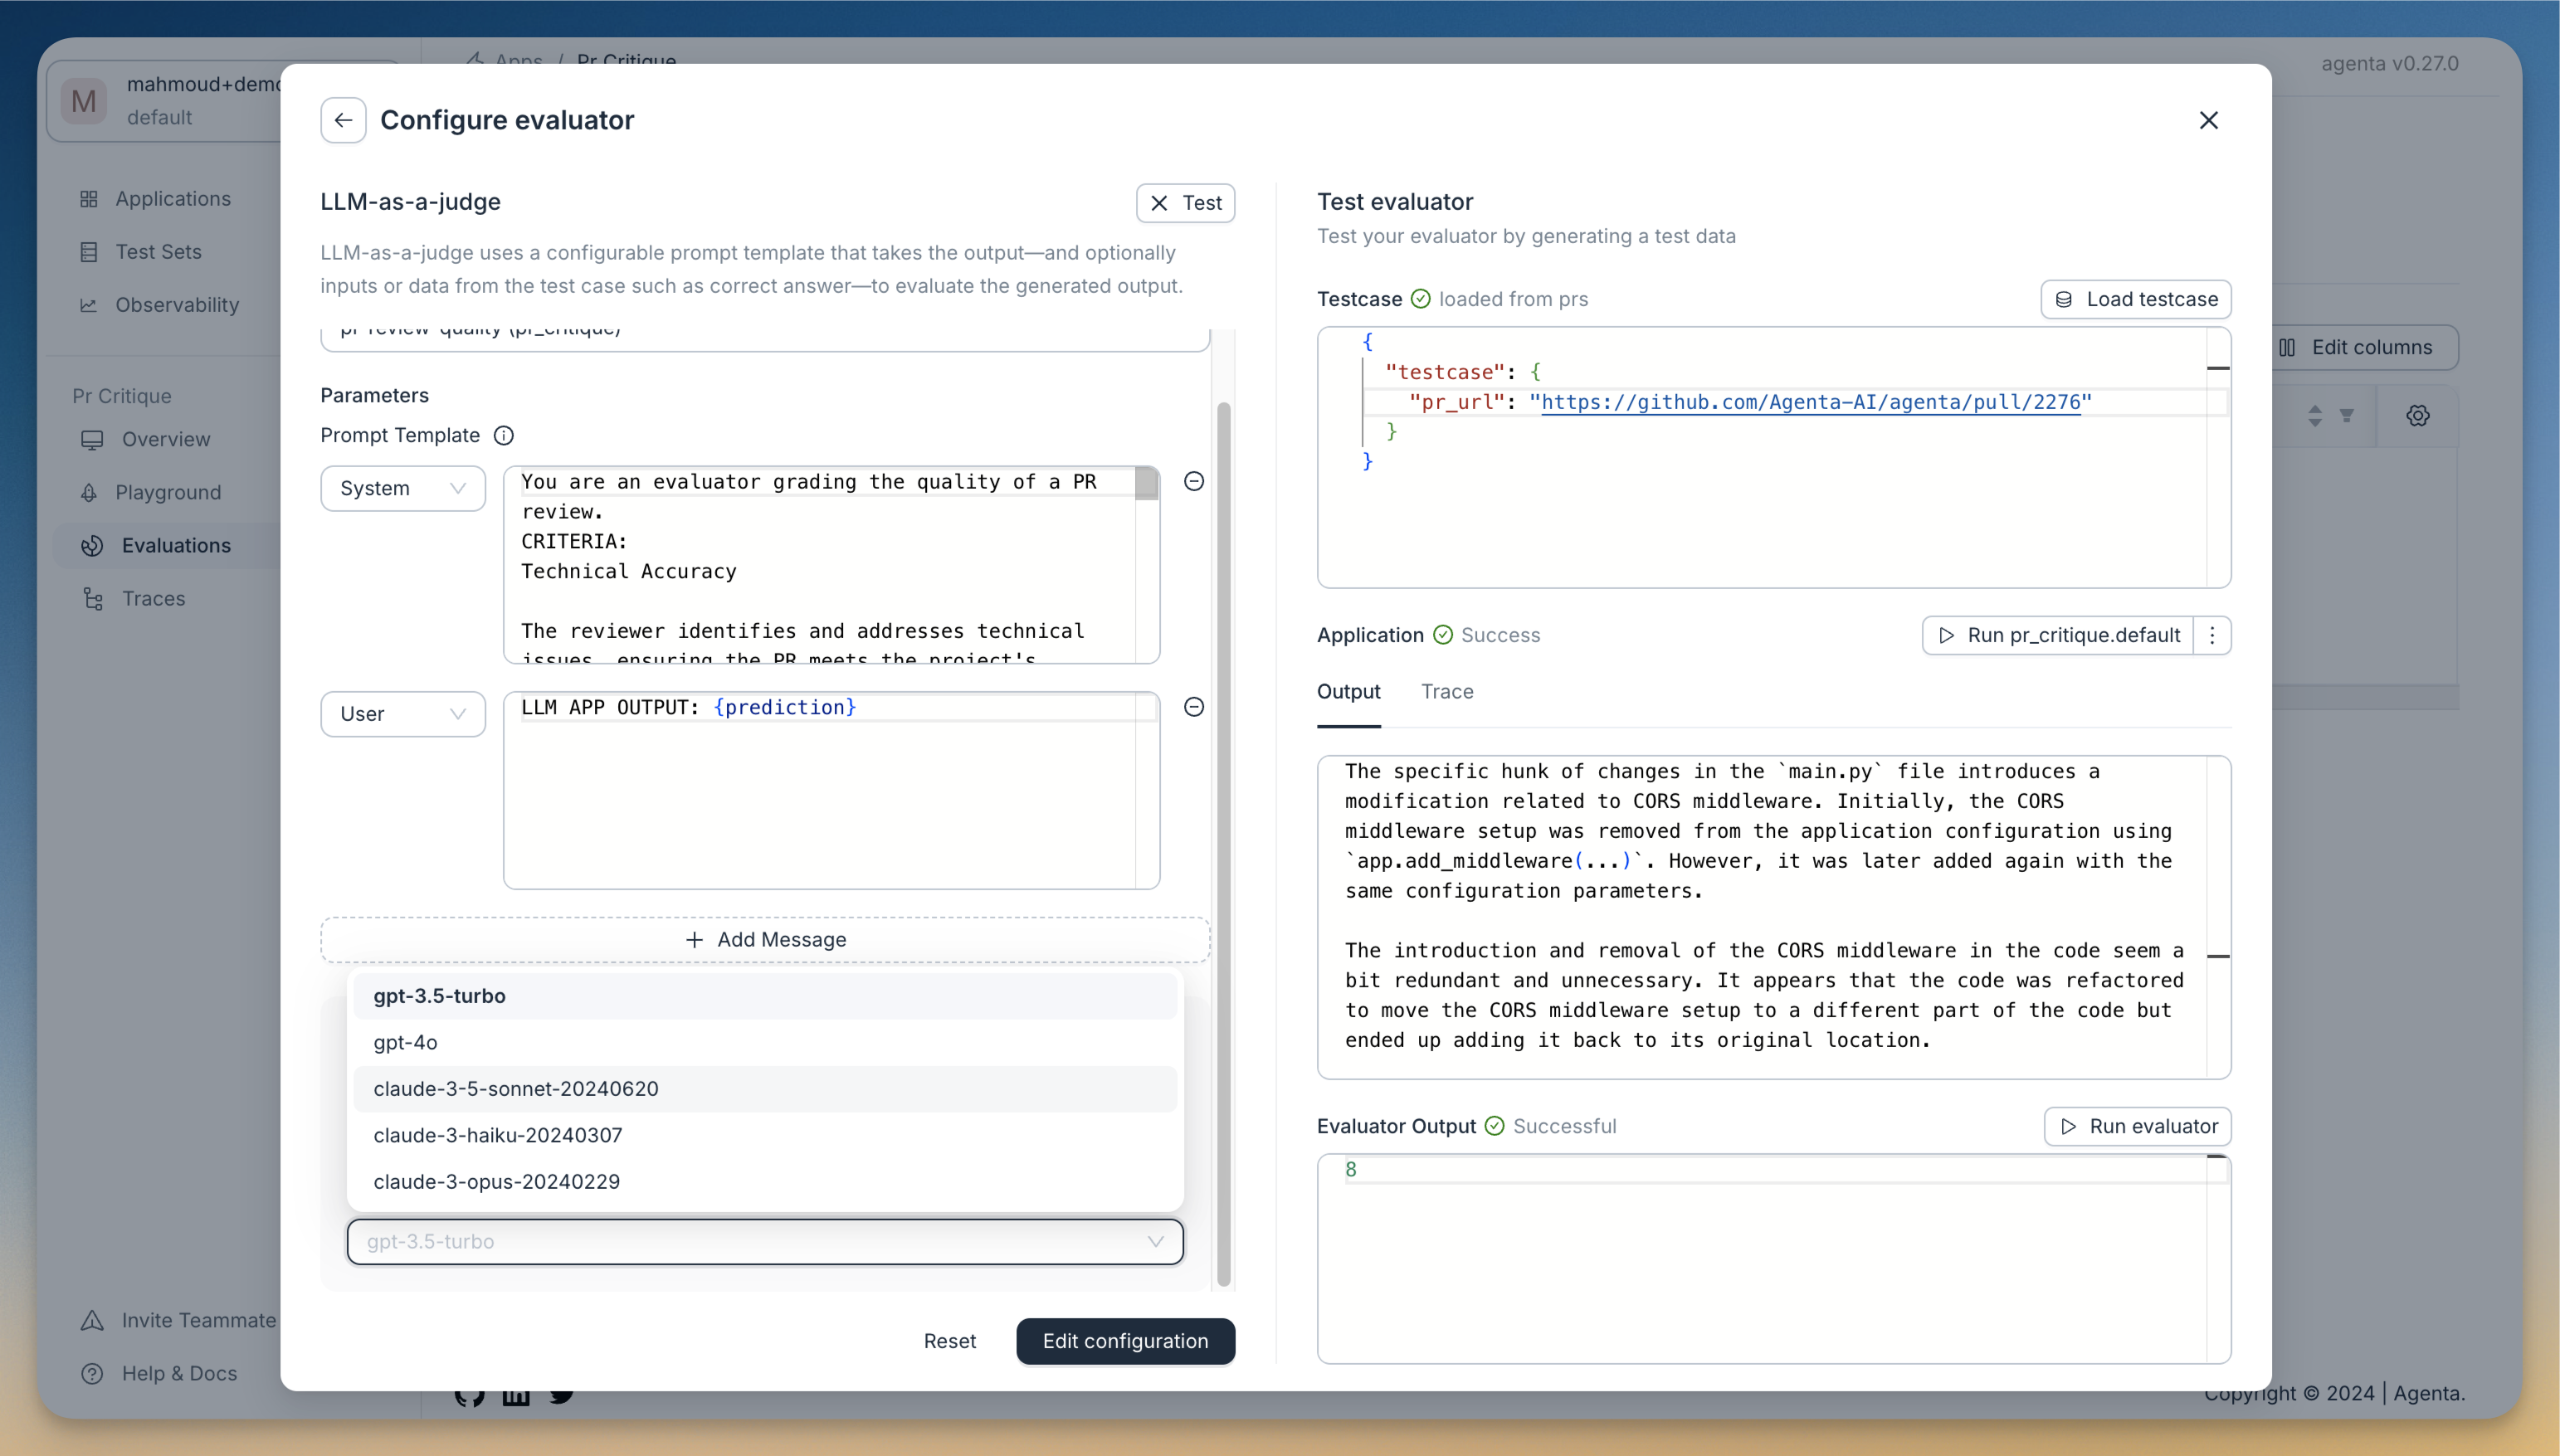 M
mahmoud+demo
default
Apps / Pr Critique
agenta v0.27.0
Applications
Test Sets
Observability
Pr Critique
Overview
Playground
Evaluations
Traces
Invite Teammate
Help & Docs
Edit columns
Configure evaluator
LLM-as-a-judge
Test
LLM-as-a-judge uses a configurable prompt template that takes the output—and optionally
inputs or data from the test case such as correct answer—to evaluate the generated output.
pr review quality (pr_critique)
Parameters
Prompt Template
System
You are an evaluator grading the quality of a PR
review.
CRITERIA:
Technical Accuracy
The reviewer identifies and addresses technical
issues, ensuring the PR meets the project's
User
LLM APP OUTPUT: {prediction}
Add Message
gpt-3.5-turbo
gpt-4o
claude-3-5-sonnet-20240620
claude-3-haiku-20240307
claude-3-opus-20240229
gpt-3.5-turbo
Reset
Edit configuration
Test evaluator
Test your evaluator by generating a test data
Testcase loaded from prs
Load testcase
{
"testcase": {
"pr_url": "https://github.com/Agenta-AI/agenta/pull/2276"
}
}
Application Success
Run pr_critique.default
Output
Trace
The specific hunk of changes in the `main.py` file introduces a
modification related to CORS middleware. Initially, the CORS
middleware setup was removed from the application configuration using
`app.add_middleware(...)`. However, it was later added again with the
same configuration parameters.
The introduction and removal of the CORS middleware in the code seem a
bit redundant and unnecessary. It appears that the code was refactored
to move the CORS middleware setup to a different part of the code but
ended up adding it back to its original location.
Evaluator Output Successful
Run evaluator
8
Copyright © 2024 | Agenta.